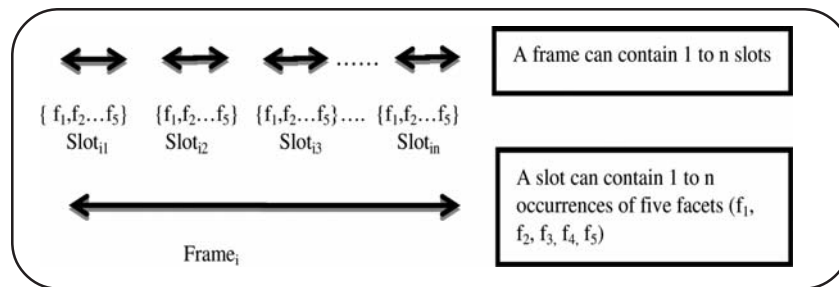 A frame can contain 1 to n slots
......
{ f₁,f₂…f₅} {f₁,f₂…f₅} {f₁,f₂…f₅}.... {f₁,f₂…f₅}
Slotᵢ₁ Slotᵢ₂ Slotᵢ₃ Slotᵢₙ
A slot can contain 1 to n
occurrences of five facets (f₁,
f₂, f₃, f₄, f₅)
Frameᵢ